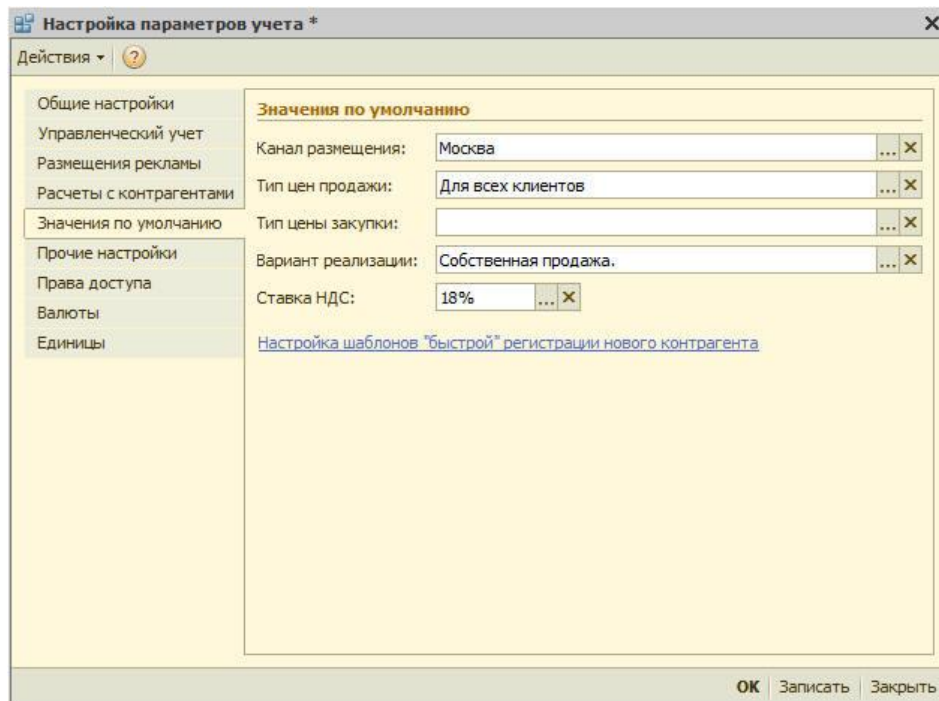 Настройка параметров учета *
Действия
Общие настройки
Управленческий учет
Размещения рекламы
Расчеты с контрагентами
Значения по умолчанию
Прочие настройки
Права доступа
Валюты
Единицы
Значения по умолчанию
Канал размещения: Москва ...
Тип цен продажи: Для всех клиентов ...
Тип цены закупки: ...
Вариант реализации: Собственная продажа. ...
Ставка НДС: 18% ...
Настройка шаблонов "быстрой" регистрации нового контрагента
OK Записать Закрыть